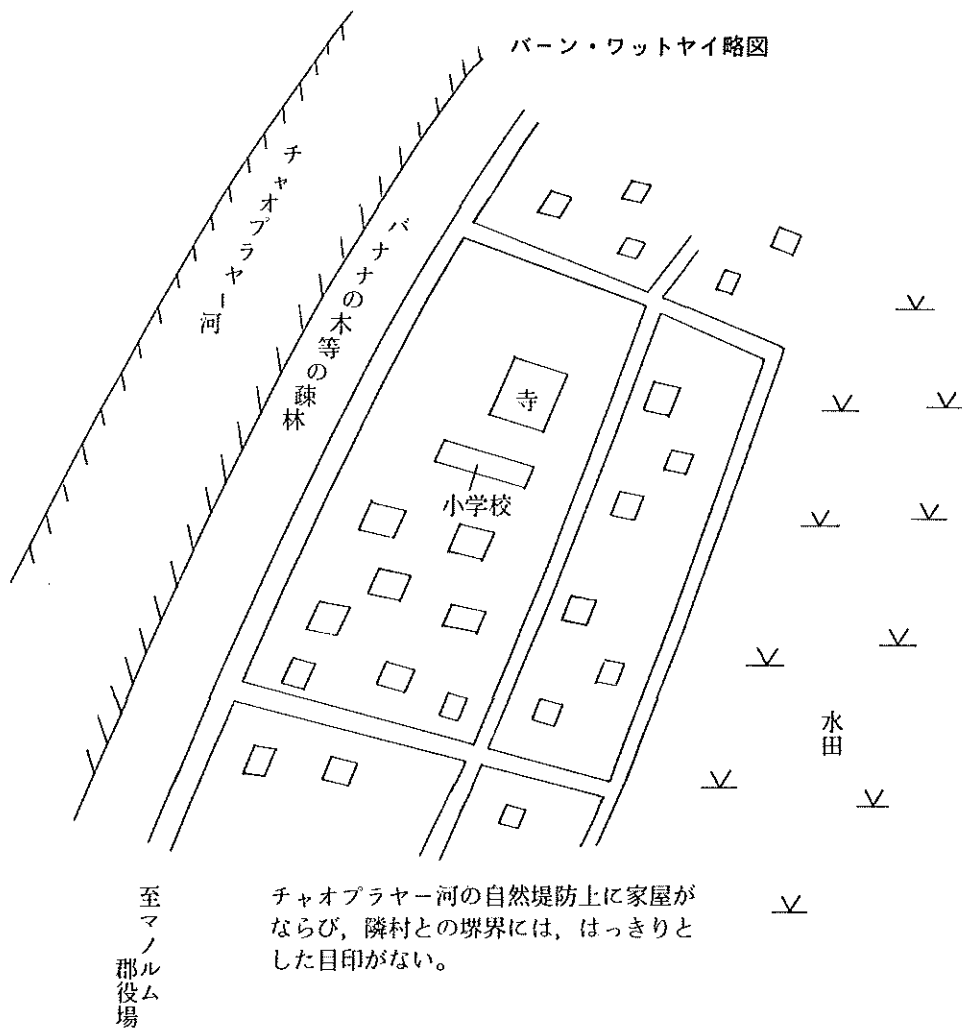 バーン・ワットヤイ略図
チャオプラヤー河
バナナの木等の疎林
寺
小学校
水田
至マノルム
郡役場
チャオプラヤー河の自然堤防上に家屋が
ならび，隣村との堺界には，はっきりと
した目印がない。